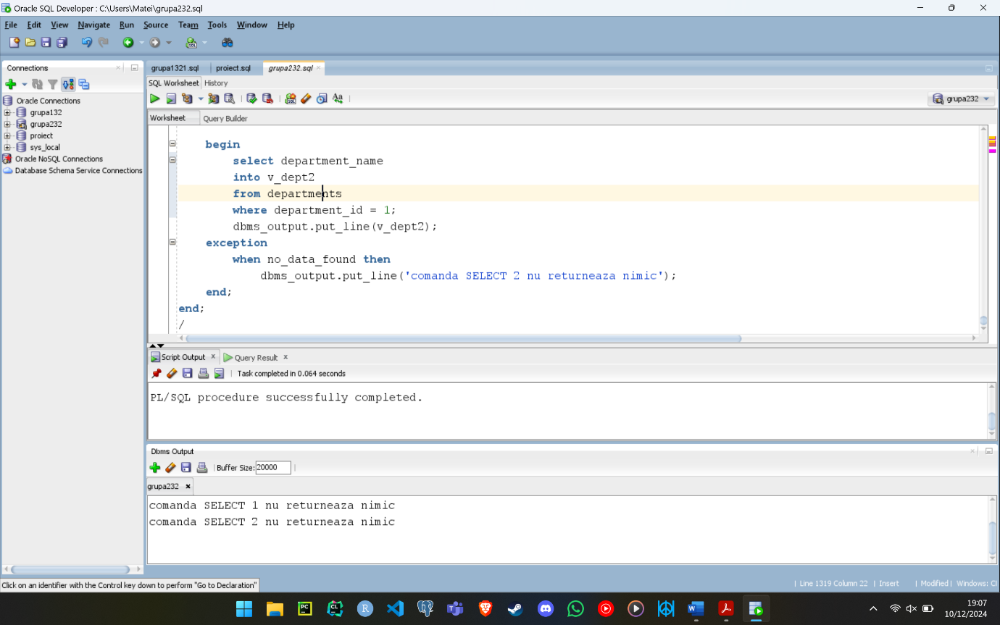 Oracle SQL Developer : C:\Users\Matei\grupa232.sql
File Edit View Navigate Run Source Team Tools Window Help
Connections
Oracle Connections
grupa132
grupa232
proiect
sys_local
Oracle NoSQL Connections
Database Schema Service Connections
grupa1321.sql proiect.sql grupa232.sql
SQL Worksheet History
grupa232
Worksheet Query Builder
begin
select department_name
into v_dept2
from departments
where department_id = 1;
dbms_output.put_line(v_dept2);
exception
when no_data_found then
dbms_output.put_line('comanda SELECT 2 nu returneaza nimic');
end;
end;
/
Script Output Query Result
Task completed in 0.064 seconds
PL/SQL procedure successfully completed.
Dbms Output
Buffer Size: 20000
grupa232
comanda SELECT 1 nu returneaza nimic
comanda SELECT 2 nu returneaza nimic
Click on an identifier with the Control key down to perform "Go to Declaration"
| Line 1319 Column 22 | Insert | Modified | Windows: Cl
19:07
10/12/2024